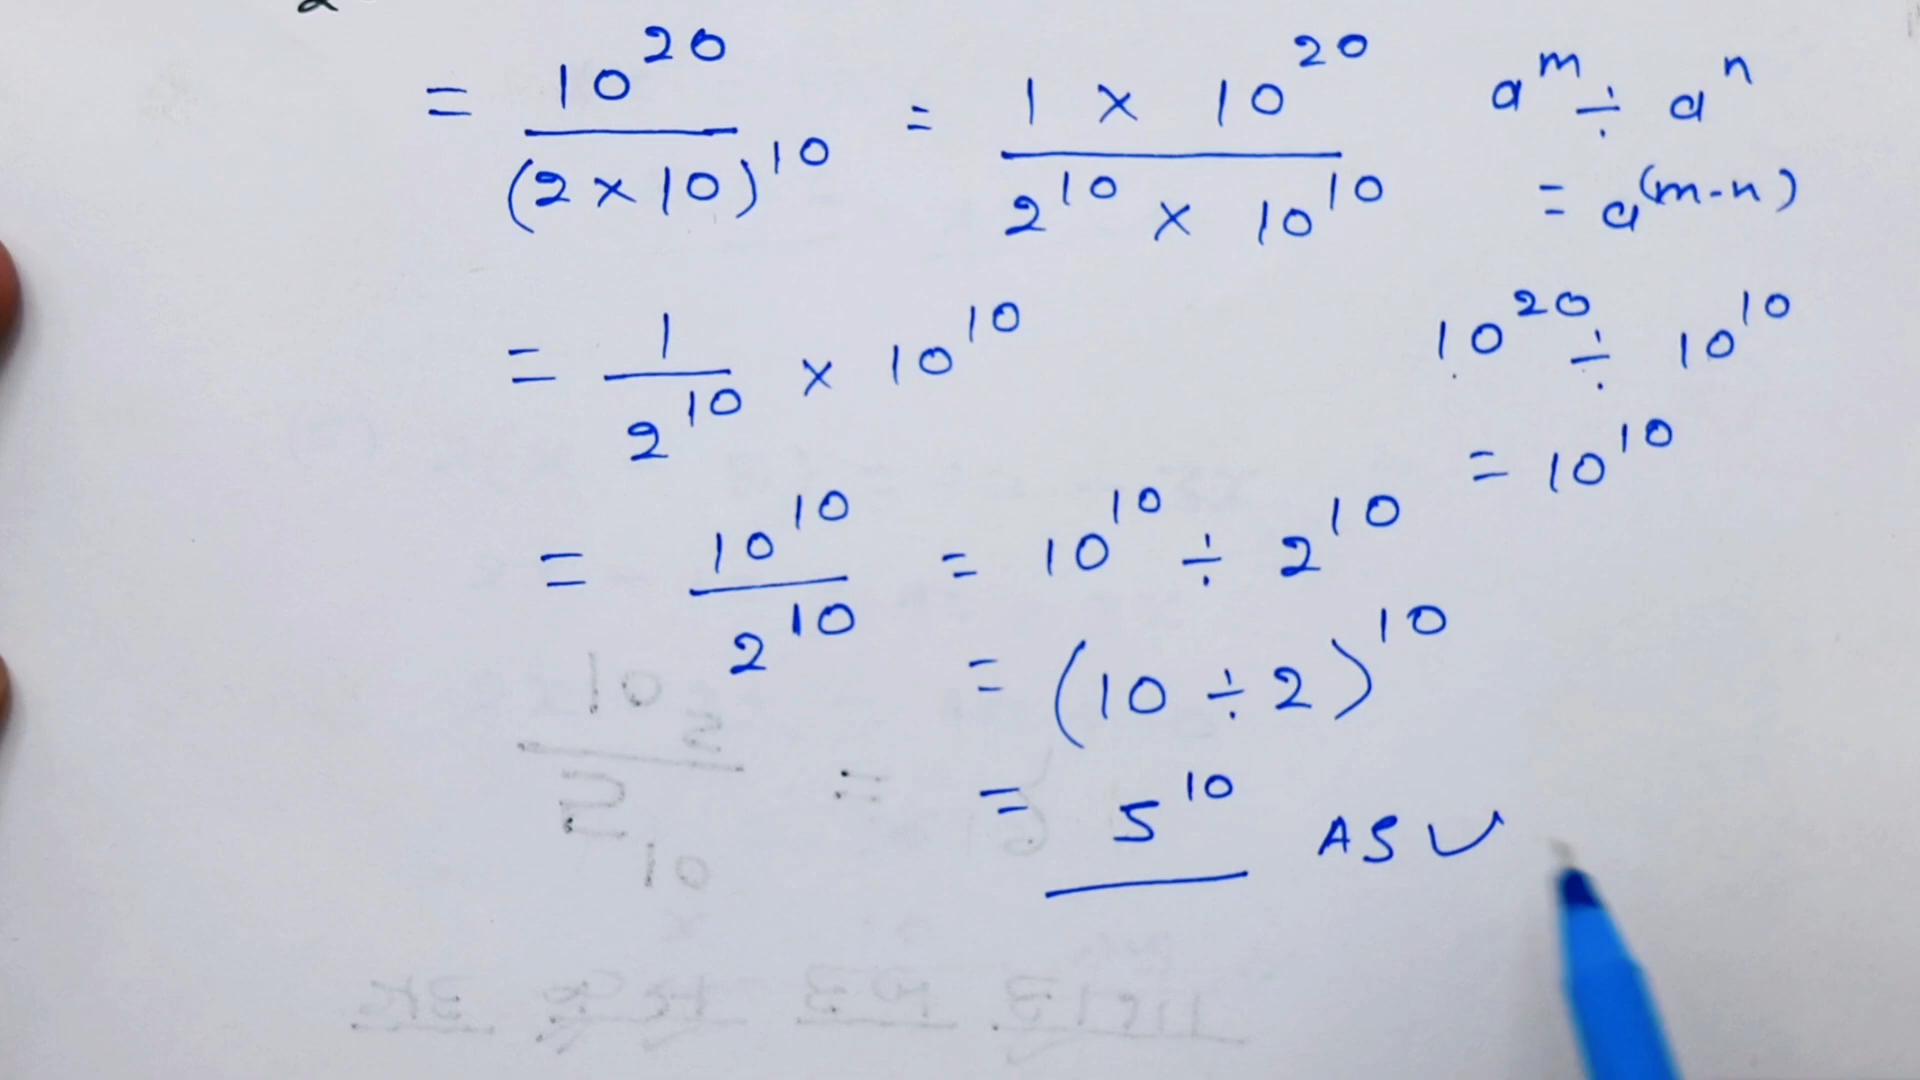 = 10^20 / (2 × 10)^10 = 1 × 10^20 / 2^10 × 10^10
a^m ÷ a^n
= a^(m-n)
= 1 / 2^10 × 10^10
10^20 ÷ 10^10
= 10^10
= 10^10 / 2^10 = 10^10 ÷ 2^10
= (10 ÷ 2)^10
= 5^10 AS